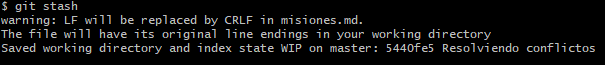 $ git stash
warning: LF will be replaced by CRLF in misiones.md.
The file will have its original line endings in your working directory
Saved working directory and index state WIP on master: 5440fe5 Resolviendo conflictos